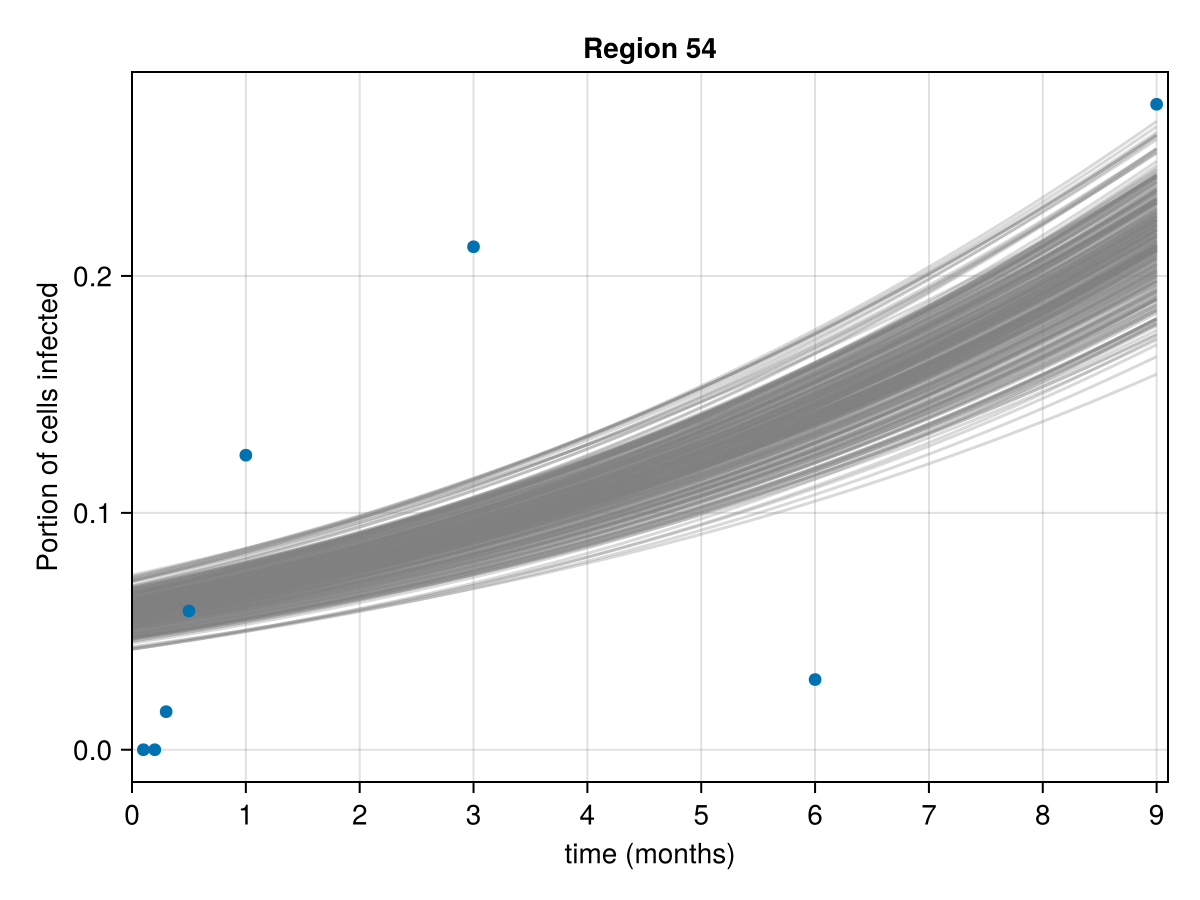 Region 54
Portion of cells infected
0.2
0.1
0.0
0 1 2 3 4 5 6 7 8 9
time (months)